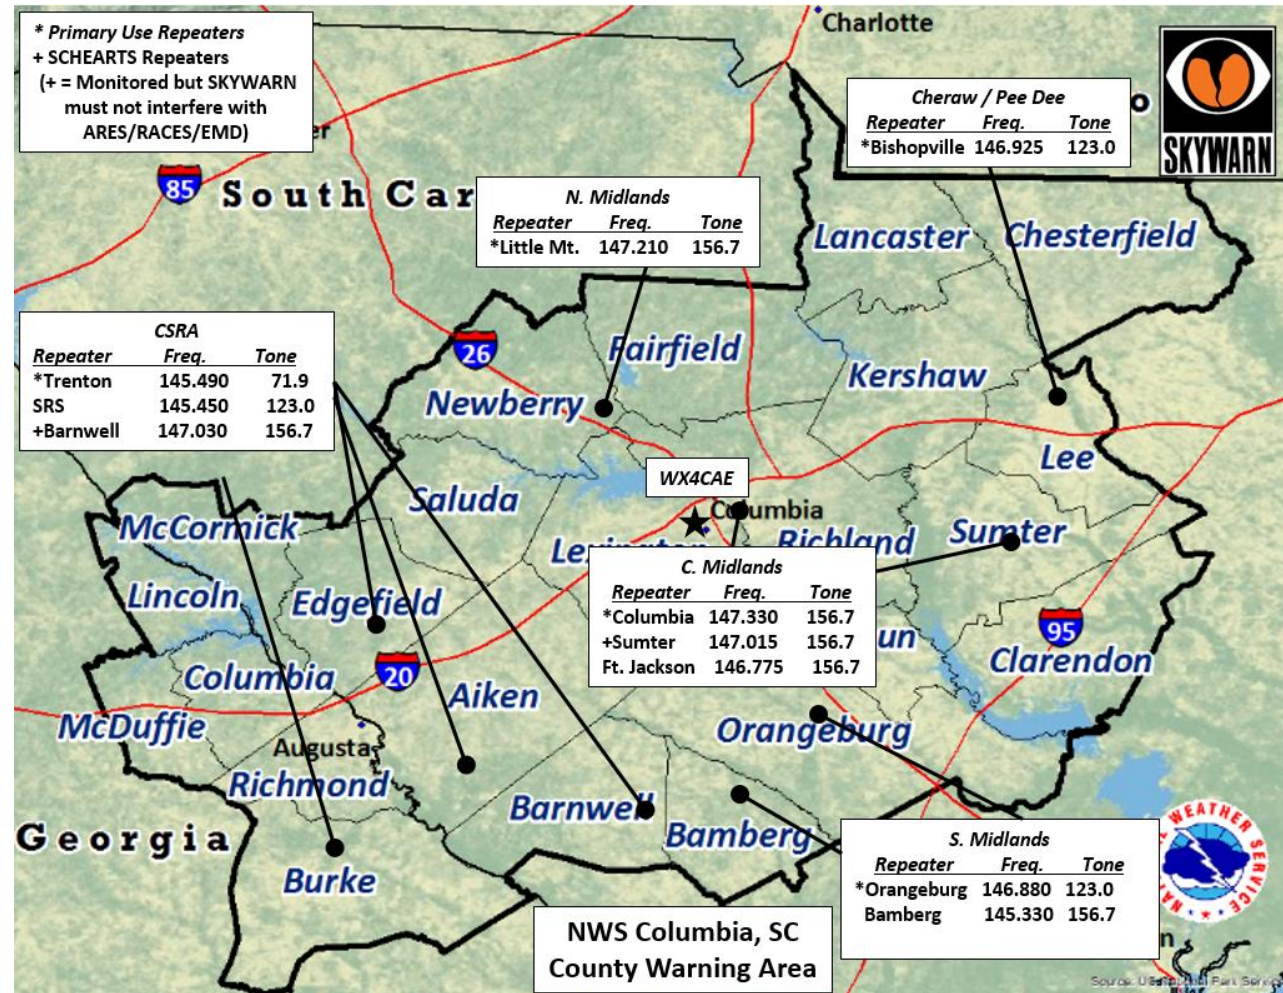 * Primary Use Repeaters
+ SCHEARTS Repeaters
(+ = Monitored but SKYWARN
must not interfere with
ARES/RACES/EMD)
Charlotte
SKYWARN
Cheraw / Pee Dee
Repeater Freq. Tone
*Bishopville 146.925 123.0
85
South Car
N. Midlands
Repeater Freq. Tone
*Little Mt. 147.210 156.7
Lancaster
Chesterfield
CSRA
Repeater Freq. Tone
*Trenton 145.490 71.9
SRS 145.450 123.0
+Barnwell 147.030 156.7
26
Fairfield
Newberry
Kershaw
Lee
WX4CAE
Columbia
Saluda
McCormick
Lexington
Richland
Sumter
C. Midlands
Repeater Freq. Tone
*Columbia 147.330 156.7
+Sumter 147.015 156.7
Ft. Jackson 146.775 156.7
Lincoln
Edgefield
95
un
Clarendon
Columbia
20
Aiken
McDuffie
Orangeburg
Augusta
Richmond
Barnwell
Bamberg
Georgia
Burke
S. Midlands
Repeater Freq. Tone
*Orangeburg 146.880 123.0
Bamberg 145.330 156.7
WEATHER SERVICE
NWS Columbia, SC
County Warning Area